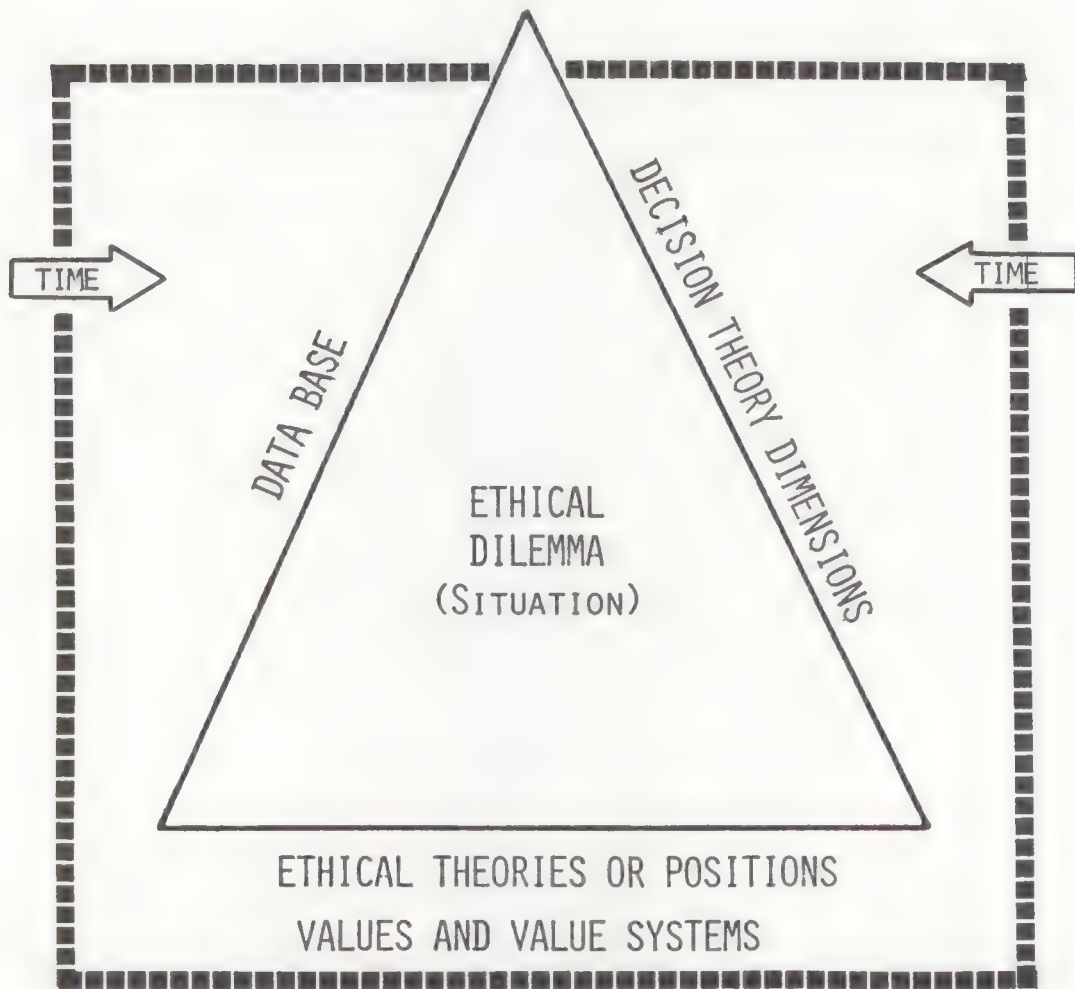 TIME
TIME
DATA BASE
DECISION THEORY DIMENSIONS
ETHICAL
DILEMMA
(SITUATION)
ETHICAL THEORIES OR POSITIONS
VALUES AND VALUE SYSTEMS